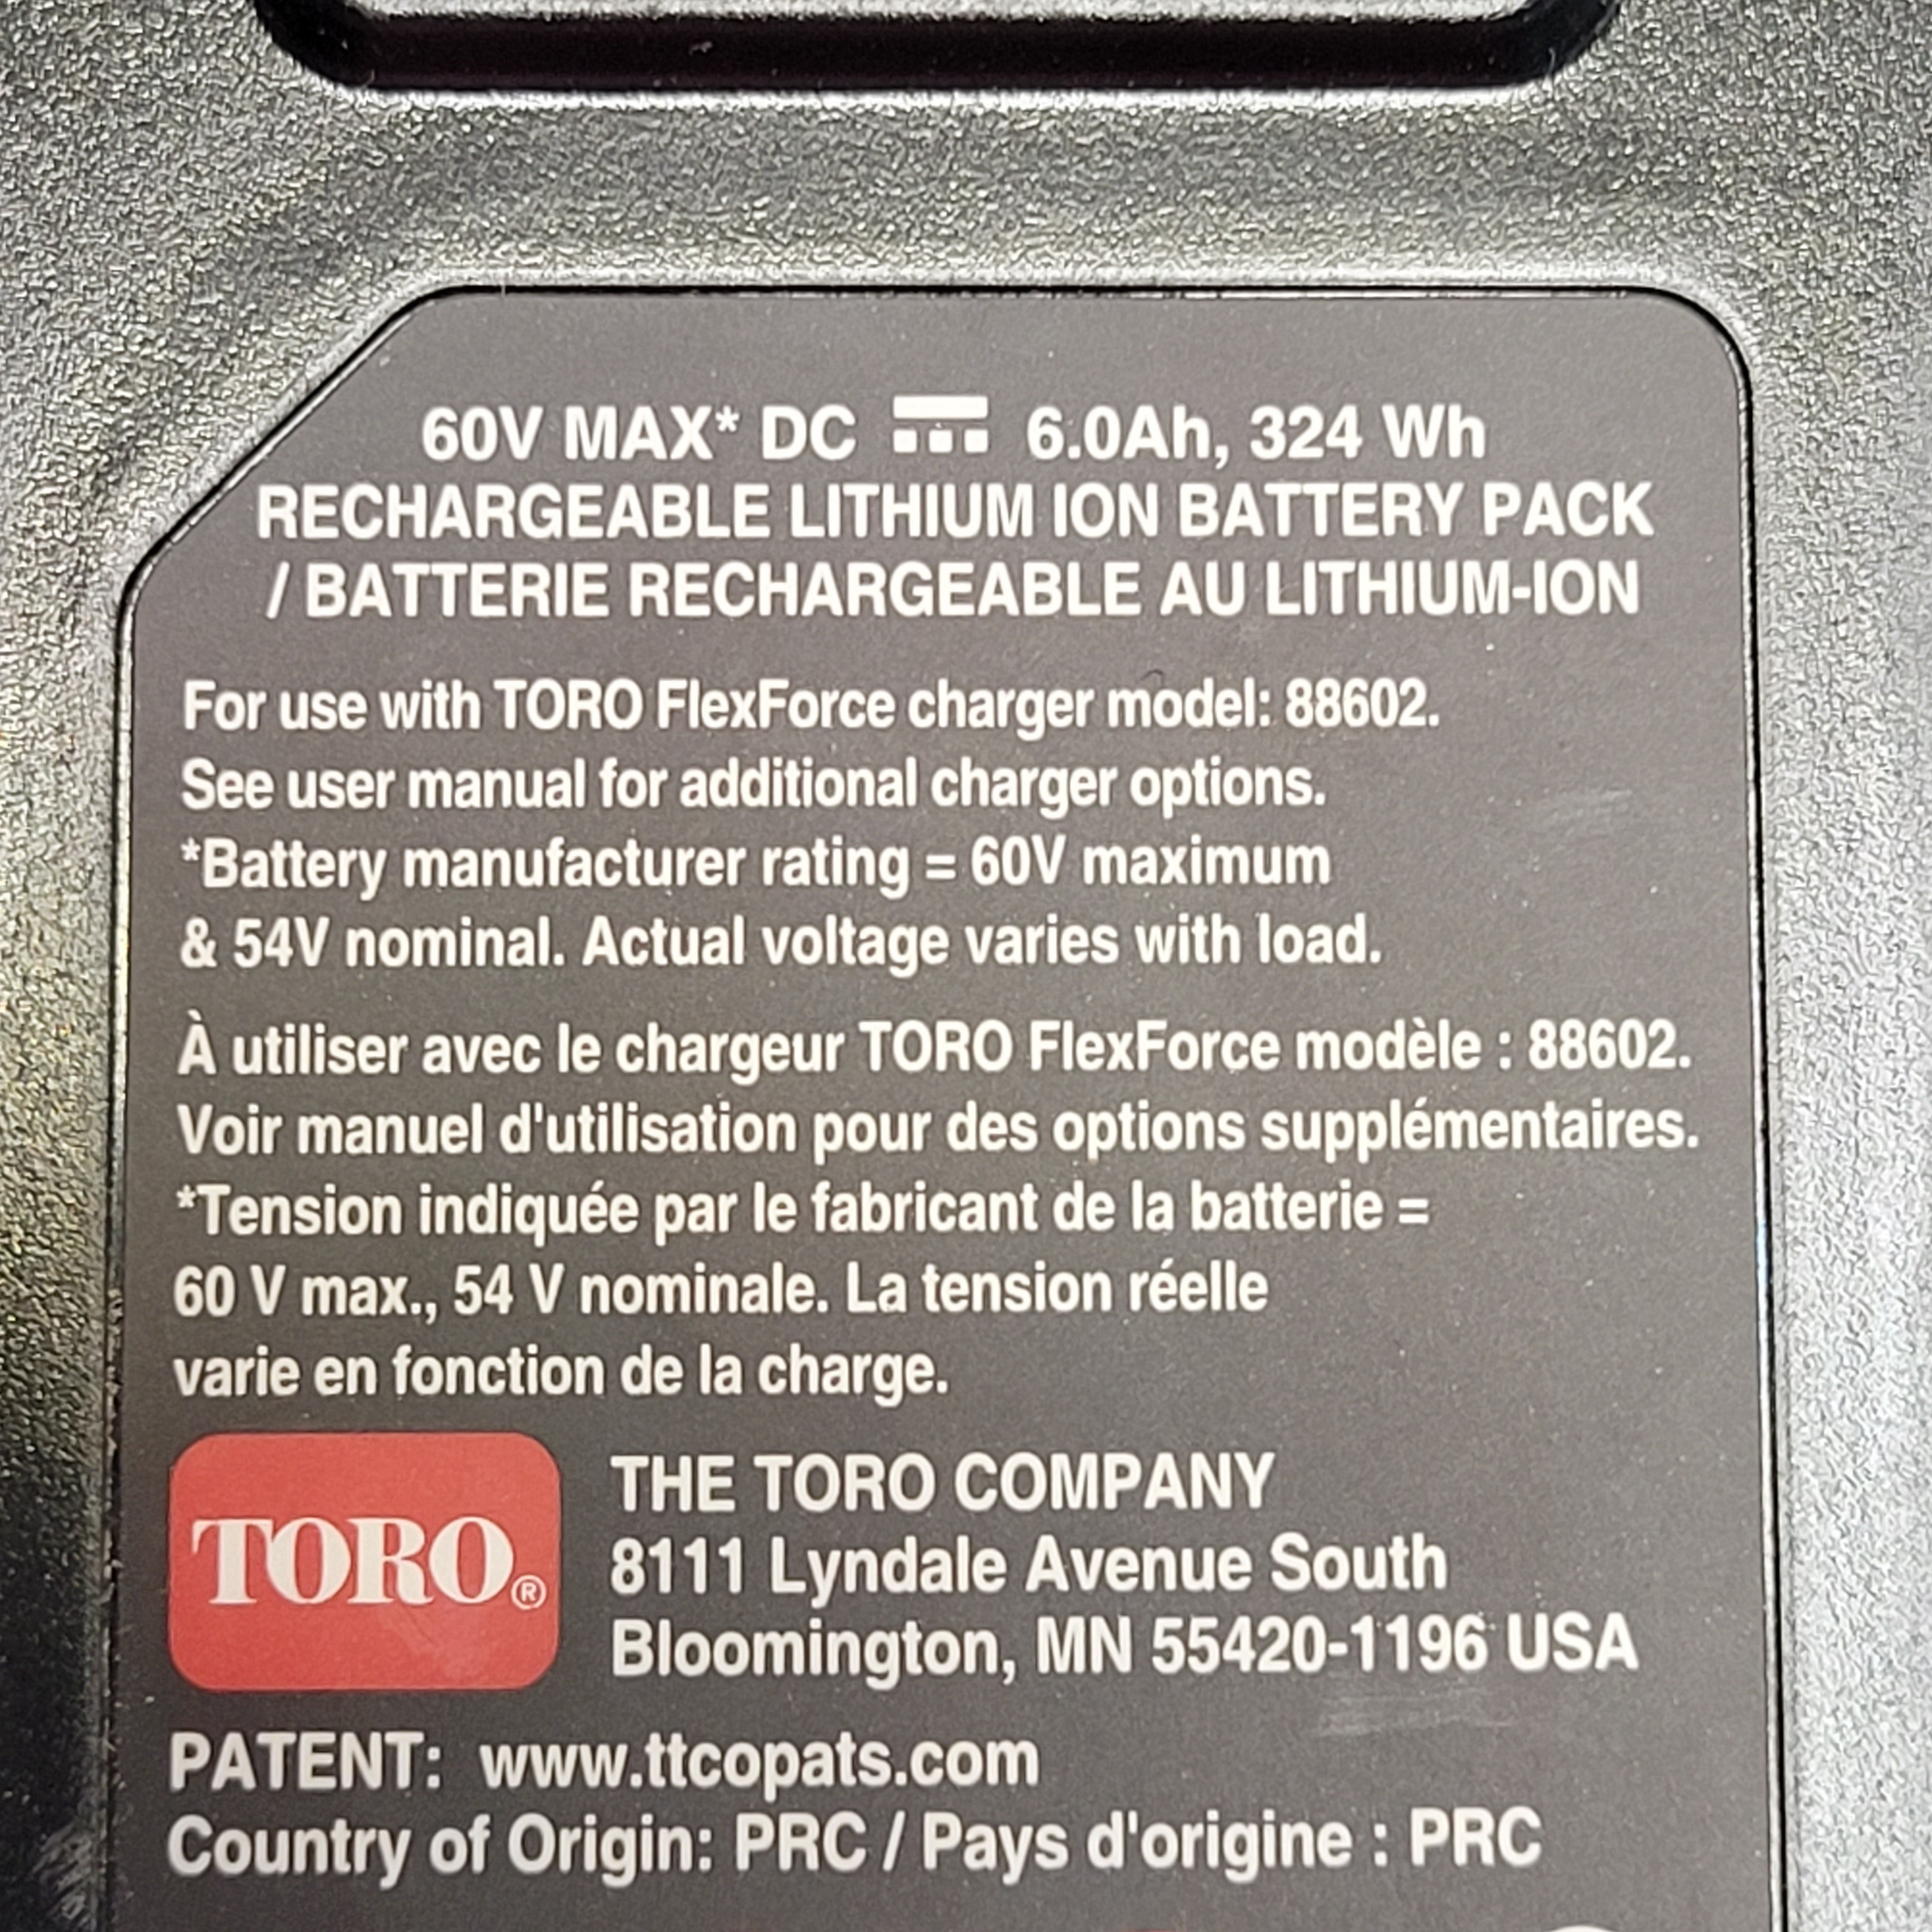 60V MAX* DC ⎓ 6.0Ah, 324 Wh
RECHARGEABLE LITHIUM ION BATTERY PACK
/ BATTERIE RECHARGEABLE AU LITHIUM-ION
For use with TORO FlexForce charger model: 88602.
See user manual for additional charger options.
*Battery manufacturer rating = 60V maximum
& 54V nominal. Actual voltage varies with load.
À utiliser avec le chargeur TORO FlexForce modèle : 88602.
Voir manuel d'utilisation pour des options supplémentaires.
*Tension indiquée par le fabricant de la batterie =
60 V max., 54 V nominale. La tension réelle
varie en fonction de la charge.
TORO®
THE TORO COMPANY
8111 Lyndale Avenue South
Bloomington, MN 55420-1196 USA
PATENT: www.ttcopats.com
Country of Origin: PRC / Pays d'origine : PRC